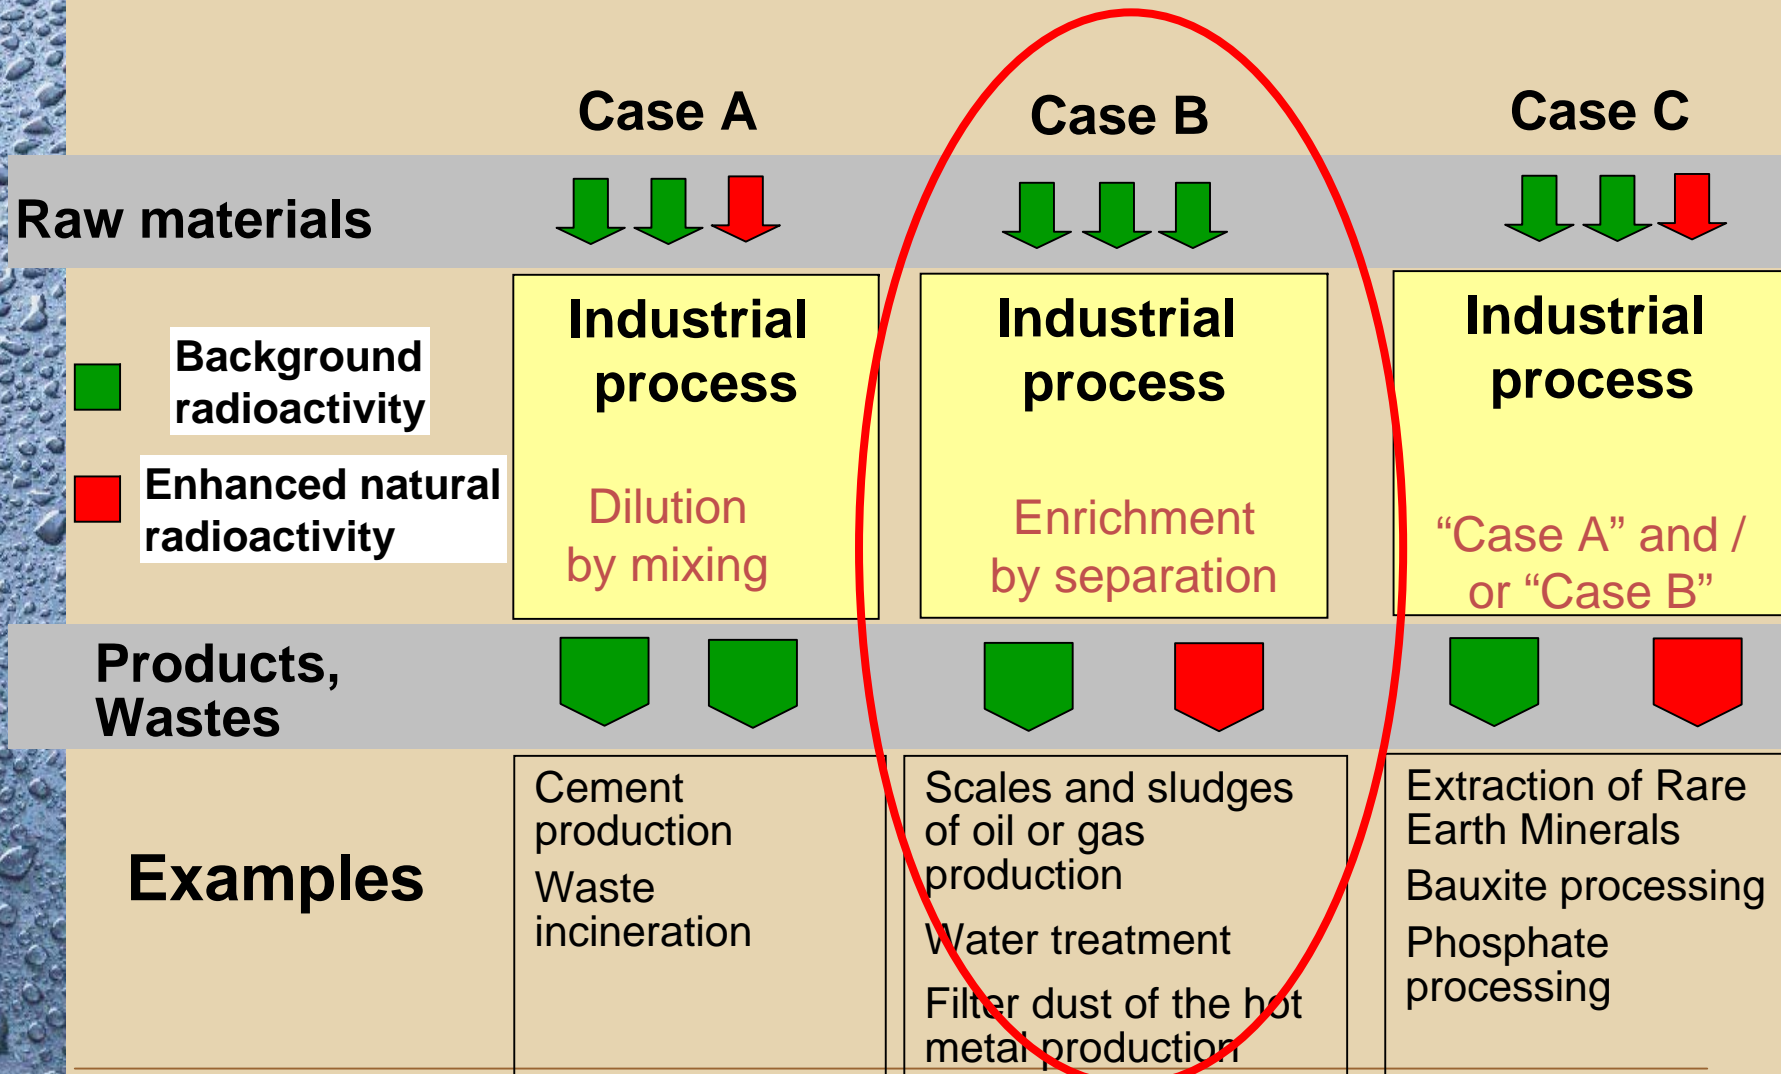 Case A
Case B
Case C
Raw materials
Background
radioactivity
Enhanced natural
radioactivity
Industrial
process
Dilution
by mixing
Industrial
process
Enrichment
by separation
Industrial
process
“Case A” and /
or “Case B”
Products,
Wastes
Examples
Cement
production
Waste
incineration
Scales and sludges
of oil or gas
production
Water treatment
Filter dust of the hot
metal production
Extraction of Rare
Earth Minerals
Bauxite processing
Phosphate
processing